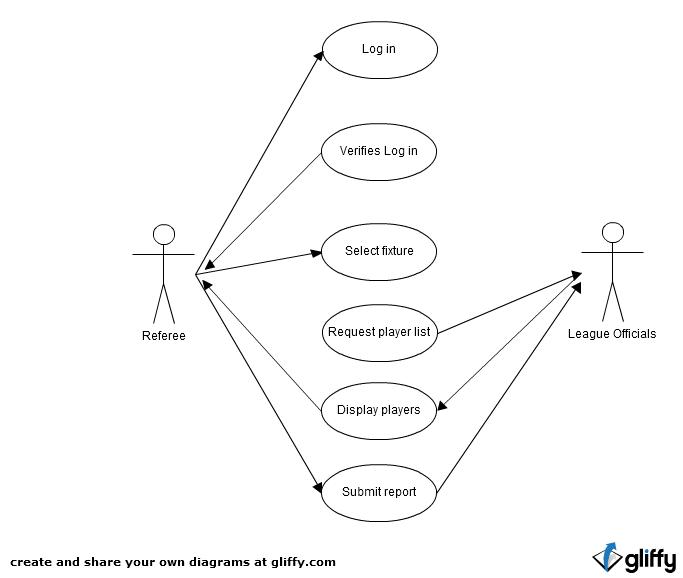 Log in
Verifies Log in
Select fixture
Request player list
Referee
League Officials
Display players
Submit report
create and share your own diagrams at gliffy.com
gliffy